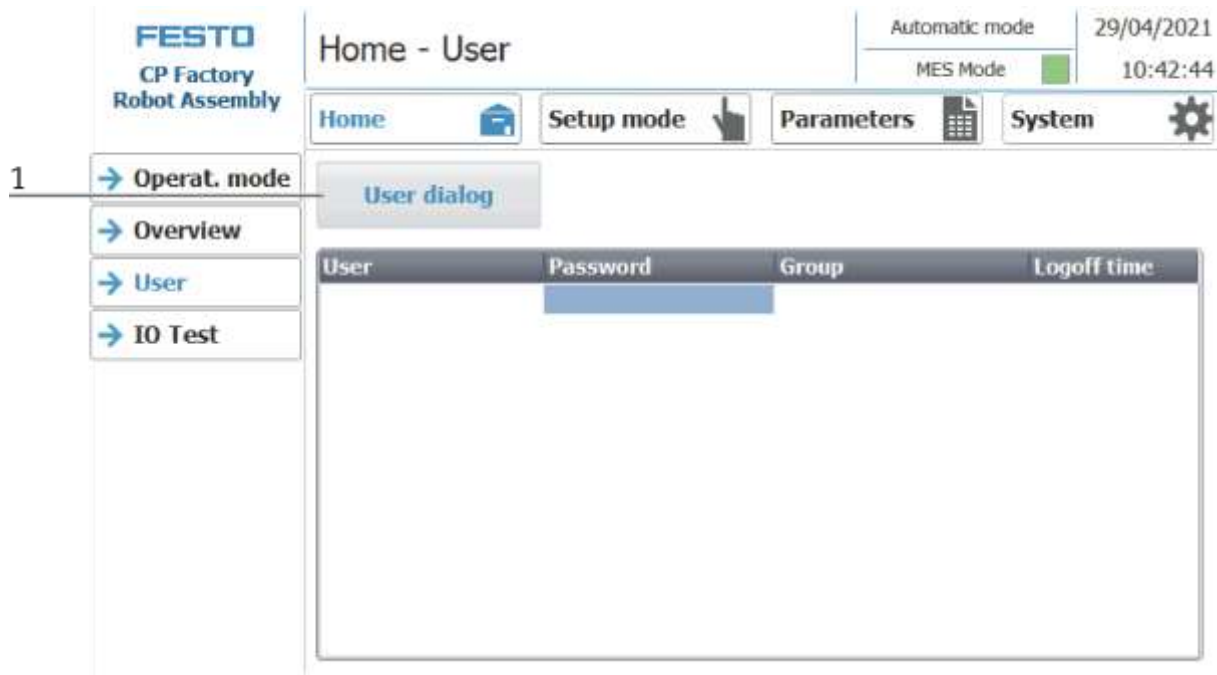 FESTO
CP Factory
Robot Assembly
Home - User
Automatic mode
MES Mode
29/04/2021
10:42:44
Home
Setup mode
Parameters
System
1
Operat. mode
Overview
User
IO Test
User dialog
User Password Group Logoff time